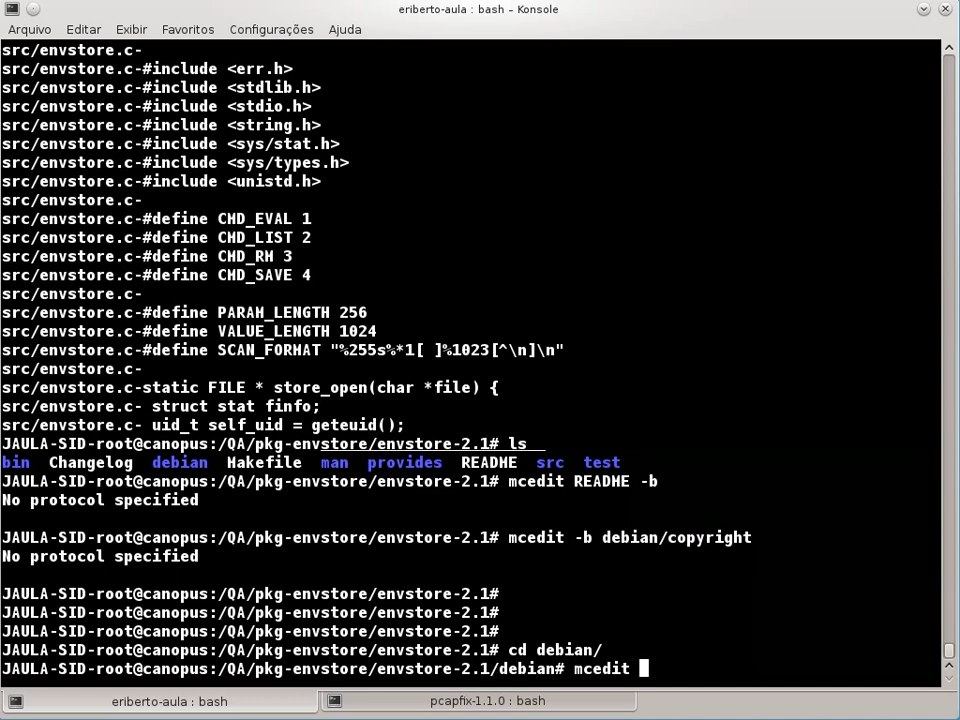 eriberto-aula : bash – Konsole
Arquivo Editar Exibir Favoritos Configurações Ajuda
src/envstore.c-
src/envstore.c-#include <err.h>
src/envstore.c-#include <stdlib.h>
src/envstore.c-#include <stdio.h>
src/envstore.c-#include <string.h>
src/envstore.c-#include <sys/stat.h>
src/envstore.c-#include <sys/types.h>
src/envstore.c-#include <unistd.h>
src/envstore.c-
src/envstore.c-#define CMD_EVAL 1
src/envstore.c-#define CMD_LIST 2
src/envstore.c-#define CMD_RM 3
src/envstore.c-#define CMD_SAVE 4
src/envstore.c-
src/envstore.c-#define PARAM_LENGTH 256
src/envstore.c-#define VALUE_LENGTH 1024
src/envstore.c-#define SCAN_FORMAT "%255s%*1[ ]%1023[^\n]\n"
src/envstore.c-
src/envstore.c-static FILE * store_open(char *file) {
src/envstore.c- struct stat finfo;
src/envstore.c- uid_t self_uid = geteuid();
JAULA-SID-root@canopus:/QA/pkg-envstore/envstore-2.1# ls
bin Changelog debian Makefile man provides README src test
JAULA-SID-root@canopus:/QA/pkg-envstore/envstore-2.1# mcedit README -b
No protocol specified
JAULA-SID-root@canopus:/QA/pkg-envstore/envstore-2.1# mcedit -b debian/copyright
No protocol specified
JAULA-SID-root@canopus:/QA/pkg-envstore/envstore-2.1#
JAULA-SID-root@canopus:/QA/pkg-envstore/envstore-2.1#
JAULA-SID-root@canopus:/QA/pkg-envstore/envstore-2.1#
JAULA-SID-root@canopus:/QA/pkg-envstore/envstore-2.1# cd debian/
JAULA-SID-root@canopus:/QA/pkg-envstore/envstore-2.1/debian# mcedit
eriberto-aula : bash pcapfix-1.1.0 : bash